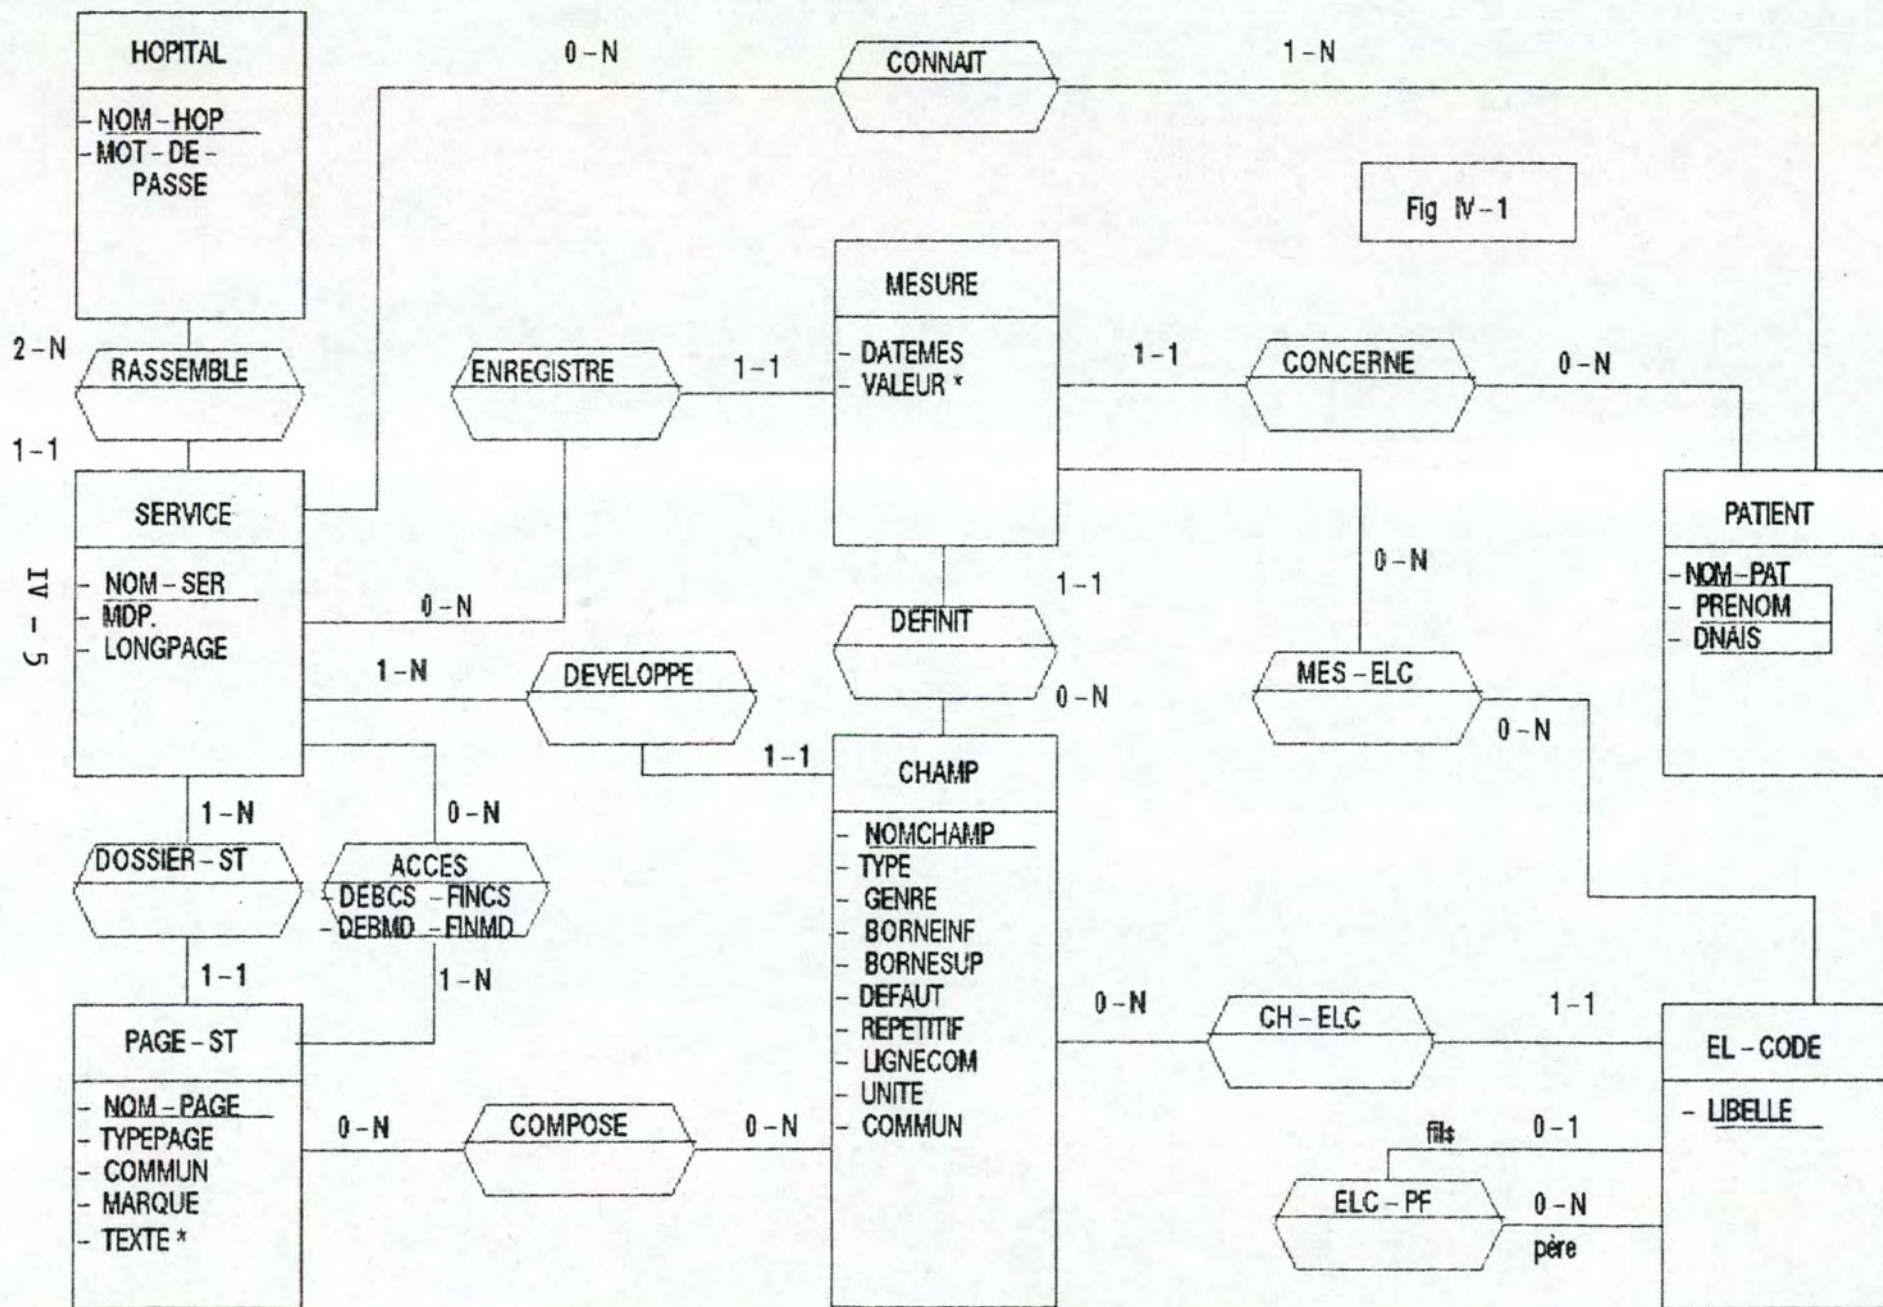 HOPITAL
- NOM-HOP
- MOT-DE-
PASSE
0-N
CONNAIT
1-N
Fig IV-1
2-N
RASSEMBLE
1-1
ENREGISTRE
1-1
MESURE
- DATEMES
- VALEUR *
1-1
CONCERNE
0-N
SERVICE
- NOM-SER
- MDP.
- LONGPAGE
0-N
1-N
DEVELOPPE
1-1
1-1
DEFINIT
0-N
0-N
MES-ELC
0-N
PATIENT
- NOM-PAT
- PRENOM
- DNAIS
IV - 5
1-N
DOSSIER-ST
1-1
0-N
ACCES
- DEBCS - FINCS
- DEBMD - FINMD
1-N
CHAMP
- NOMCHAMP
- TYPE
- GENRE
- BORNEINF
- BORNESUP
- DEFAUT
- REPETITIF
- LIGNECOM
- UNITE
- COMMUN
PAGE-ST
- NOM-PAGE
- TYPEPAGE
- COMMUN
- MARQUE
- TEXTE *
0-N
COMPOSE
0-N
0-N
CH-ELC
1-1
EL-CODE
- LIBELLE
fils 0-1
ELC-PF
0-N
père